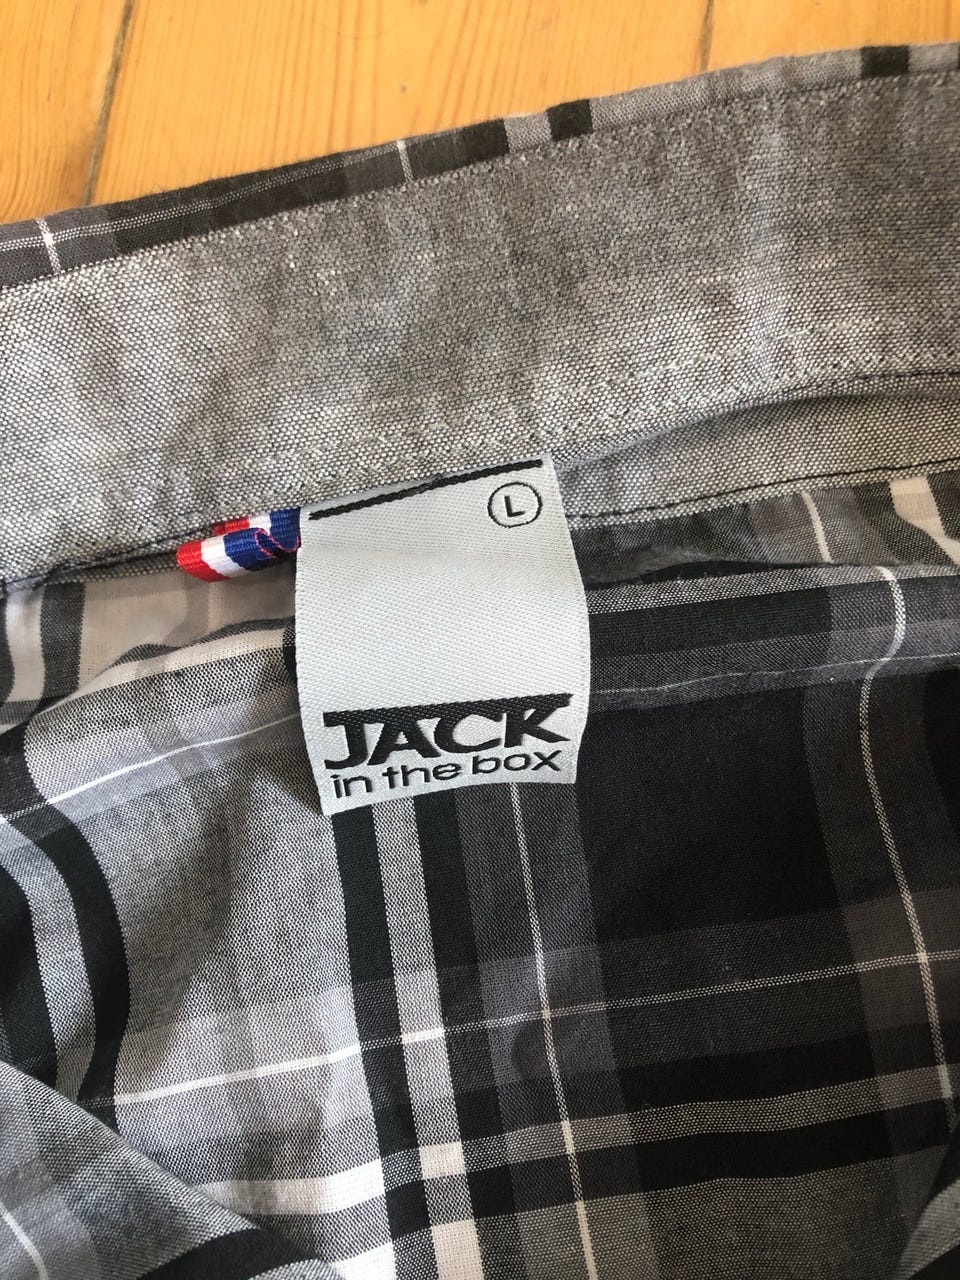 L
JACK
in the box